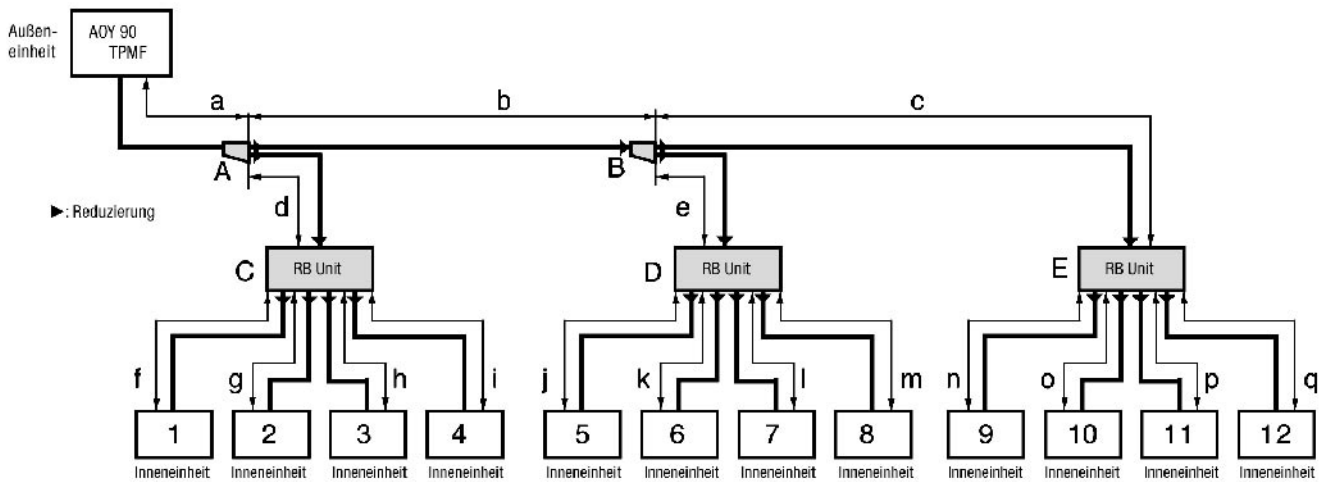 Außen-
einheit
AOY 90
TPMF
a
b
c
A
B
►: Reduzierung
d
e
C
RB Unit
D
RB Unit
E
RB Unit
f
g
h
i
j
k
l
m
n
o
p
q
1
2
3
4
5
6
7
8
9
10
11
12
Inneneinheit
Inneneinheit
Inneneinheit
Inneneinheit
Inneneinheit
Inneneinheit
Inneneinheit
Inneneinheit
Inneneinheit
Inneneinheit
Inneneinheit
Inneneinheit